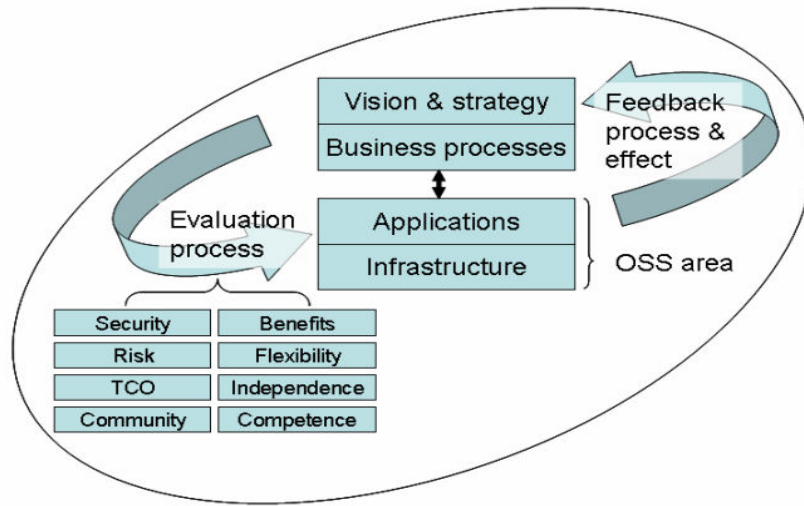 Vision & strategy
Business processes
Feedback
process &
effect
Evaluation
process
Applications
Infrastructure
OSS area
Security
Benefits
Risk
Flexibility
TCO
Independence
Community
Competence